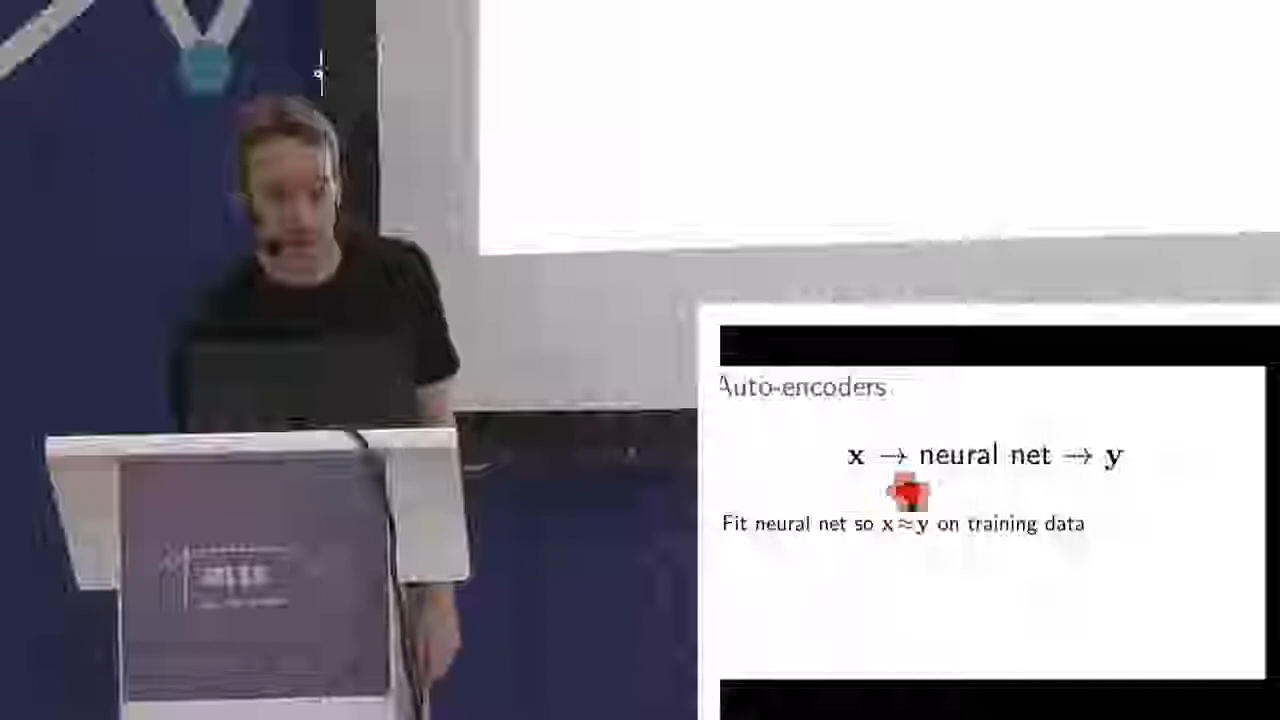 Auto-encoders
x → neural net → y
Fit neural net so x≈y on training data